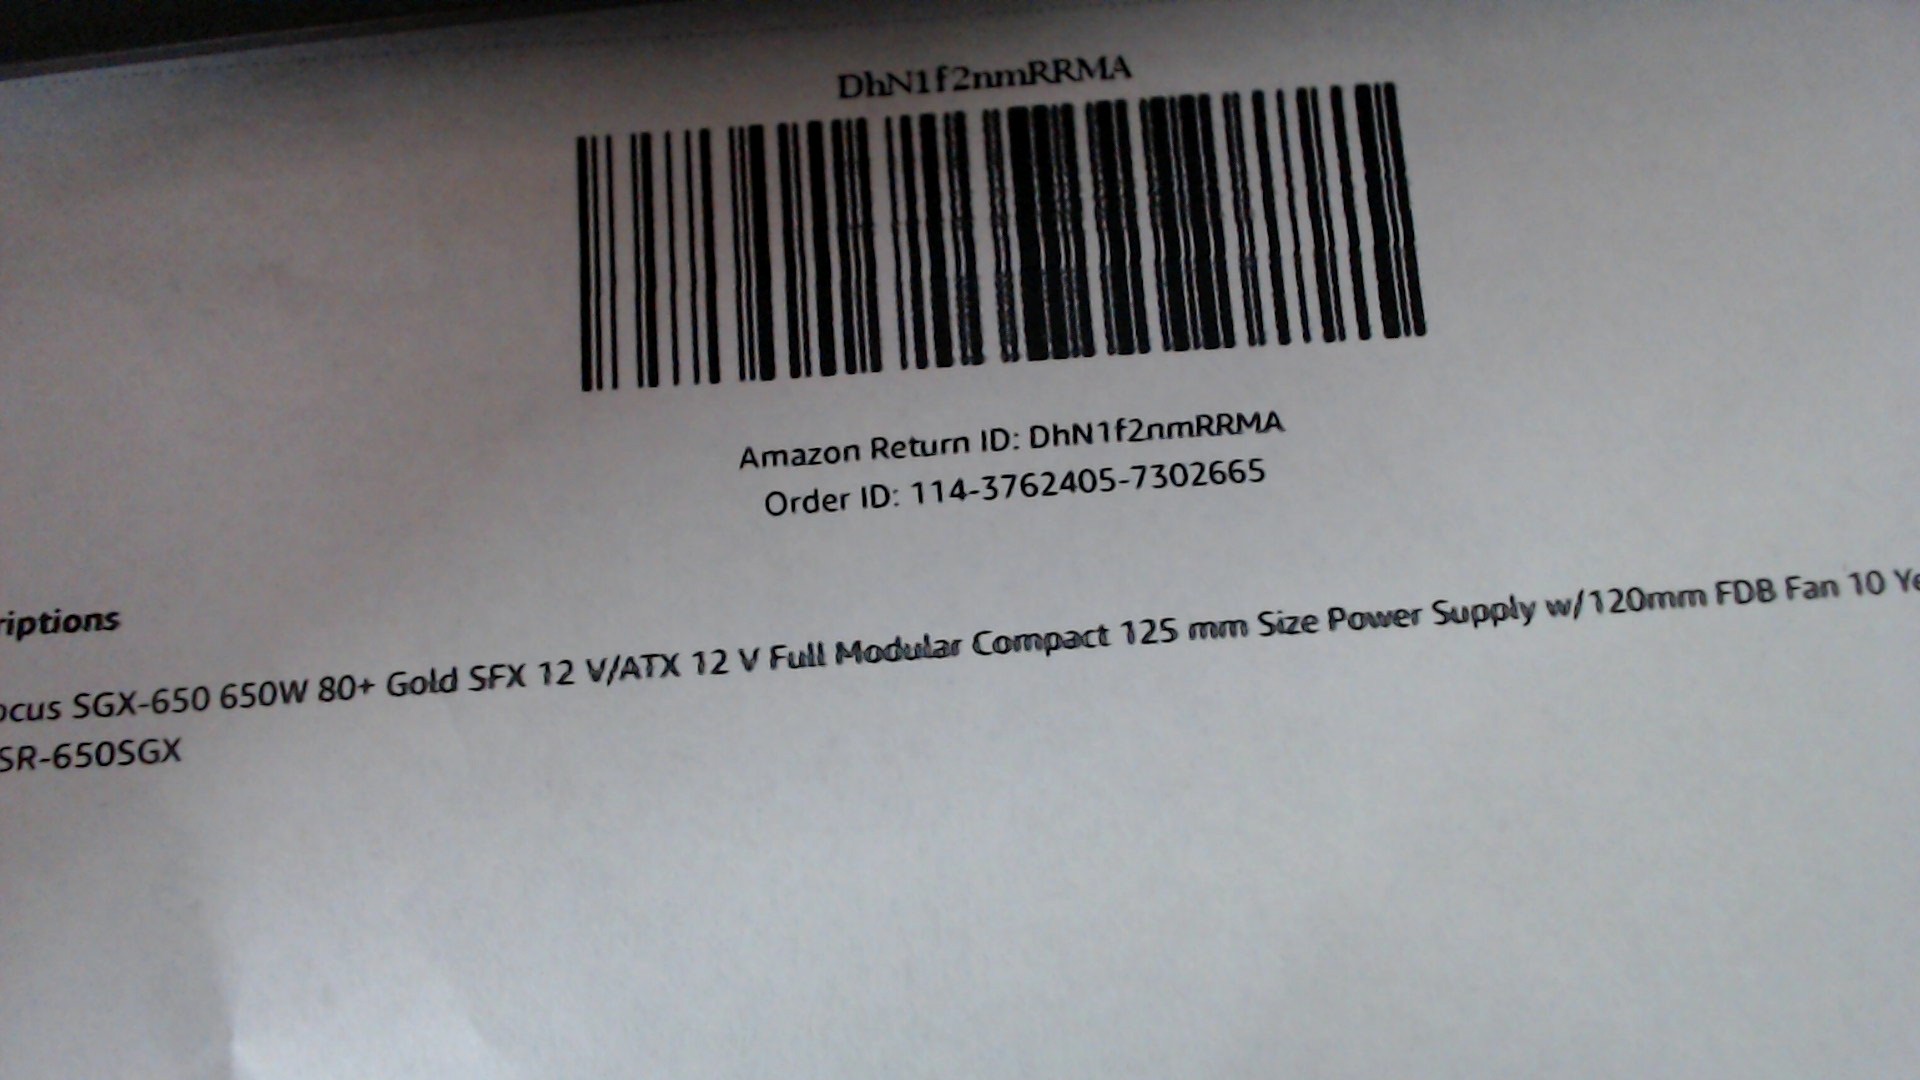 DhN1f2nmRRMA
Amazon Return ID: DhN1f2nmRRMA
Order ID: 114-3762405-7302665
riptions
ocus SGX-650 650W 80+ Gold SFX 12 V/ATX 12 V Full Modular Compact 125 mm Size Power Supply w/120mm FDB Fan 10 Ye
SR-650SGX